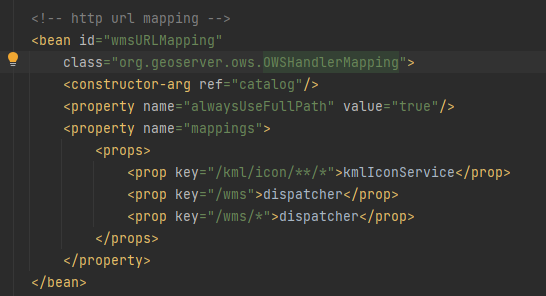 <!-- http url mapping -->
<bean id="wmsURLMapping"
class="org.geoserver.ows.OWSHandlerMapping">
<constructor-arg ref="catalog"/>
<property name="alwaysUseFullPath" value="true"/>
<property name="mappings">
<props>
<prop key="/kml/icon/**/*">kmlIconService</prop>
<prop key="/wms">dispatcher</prop>
<prop key="/wms/*">dispatcher</prop>
</props>
</property>
</bean>